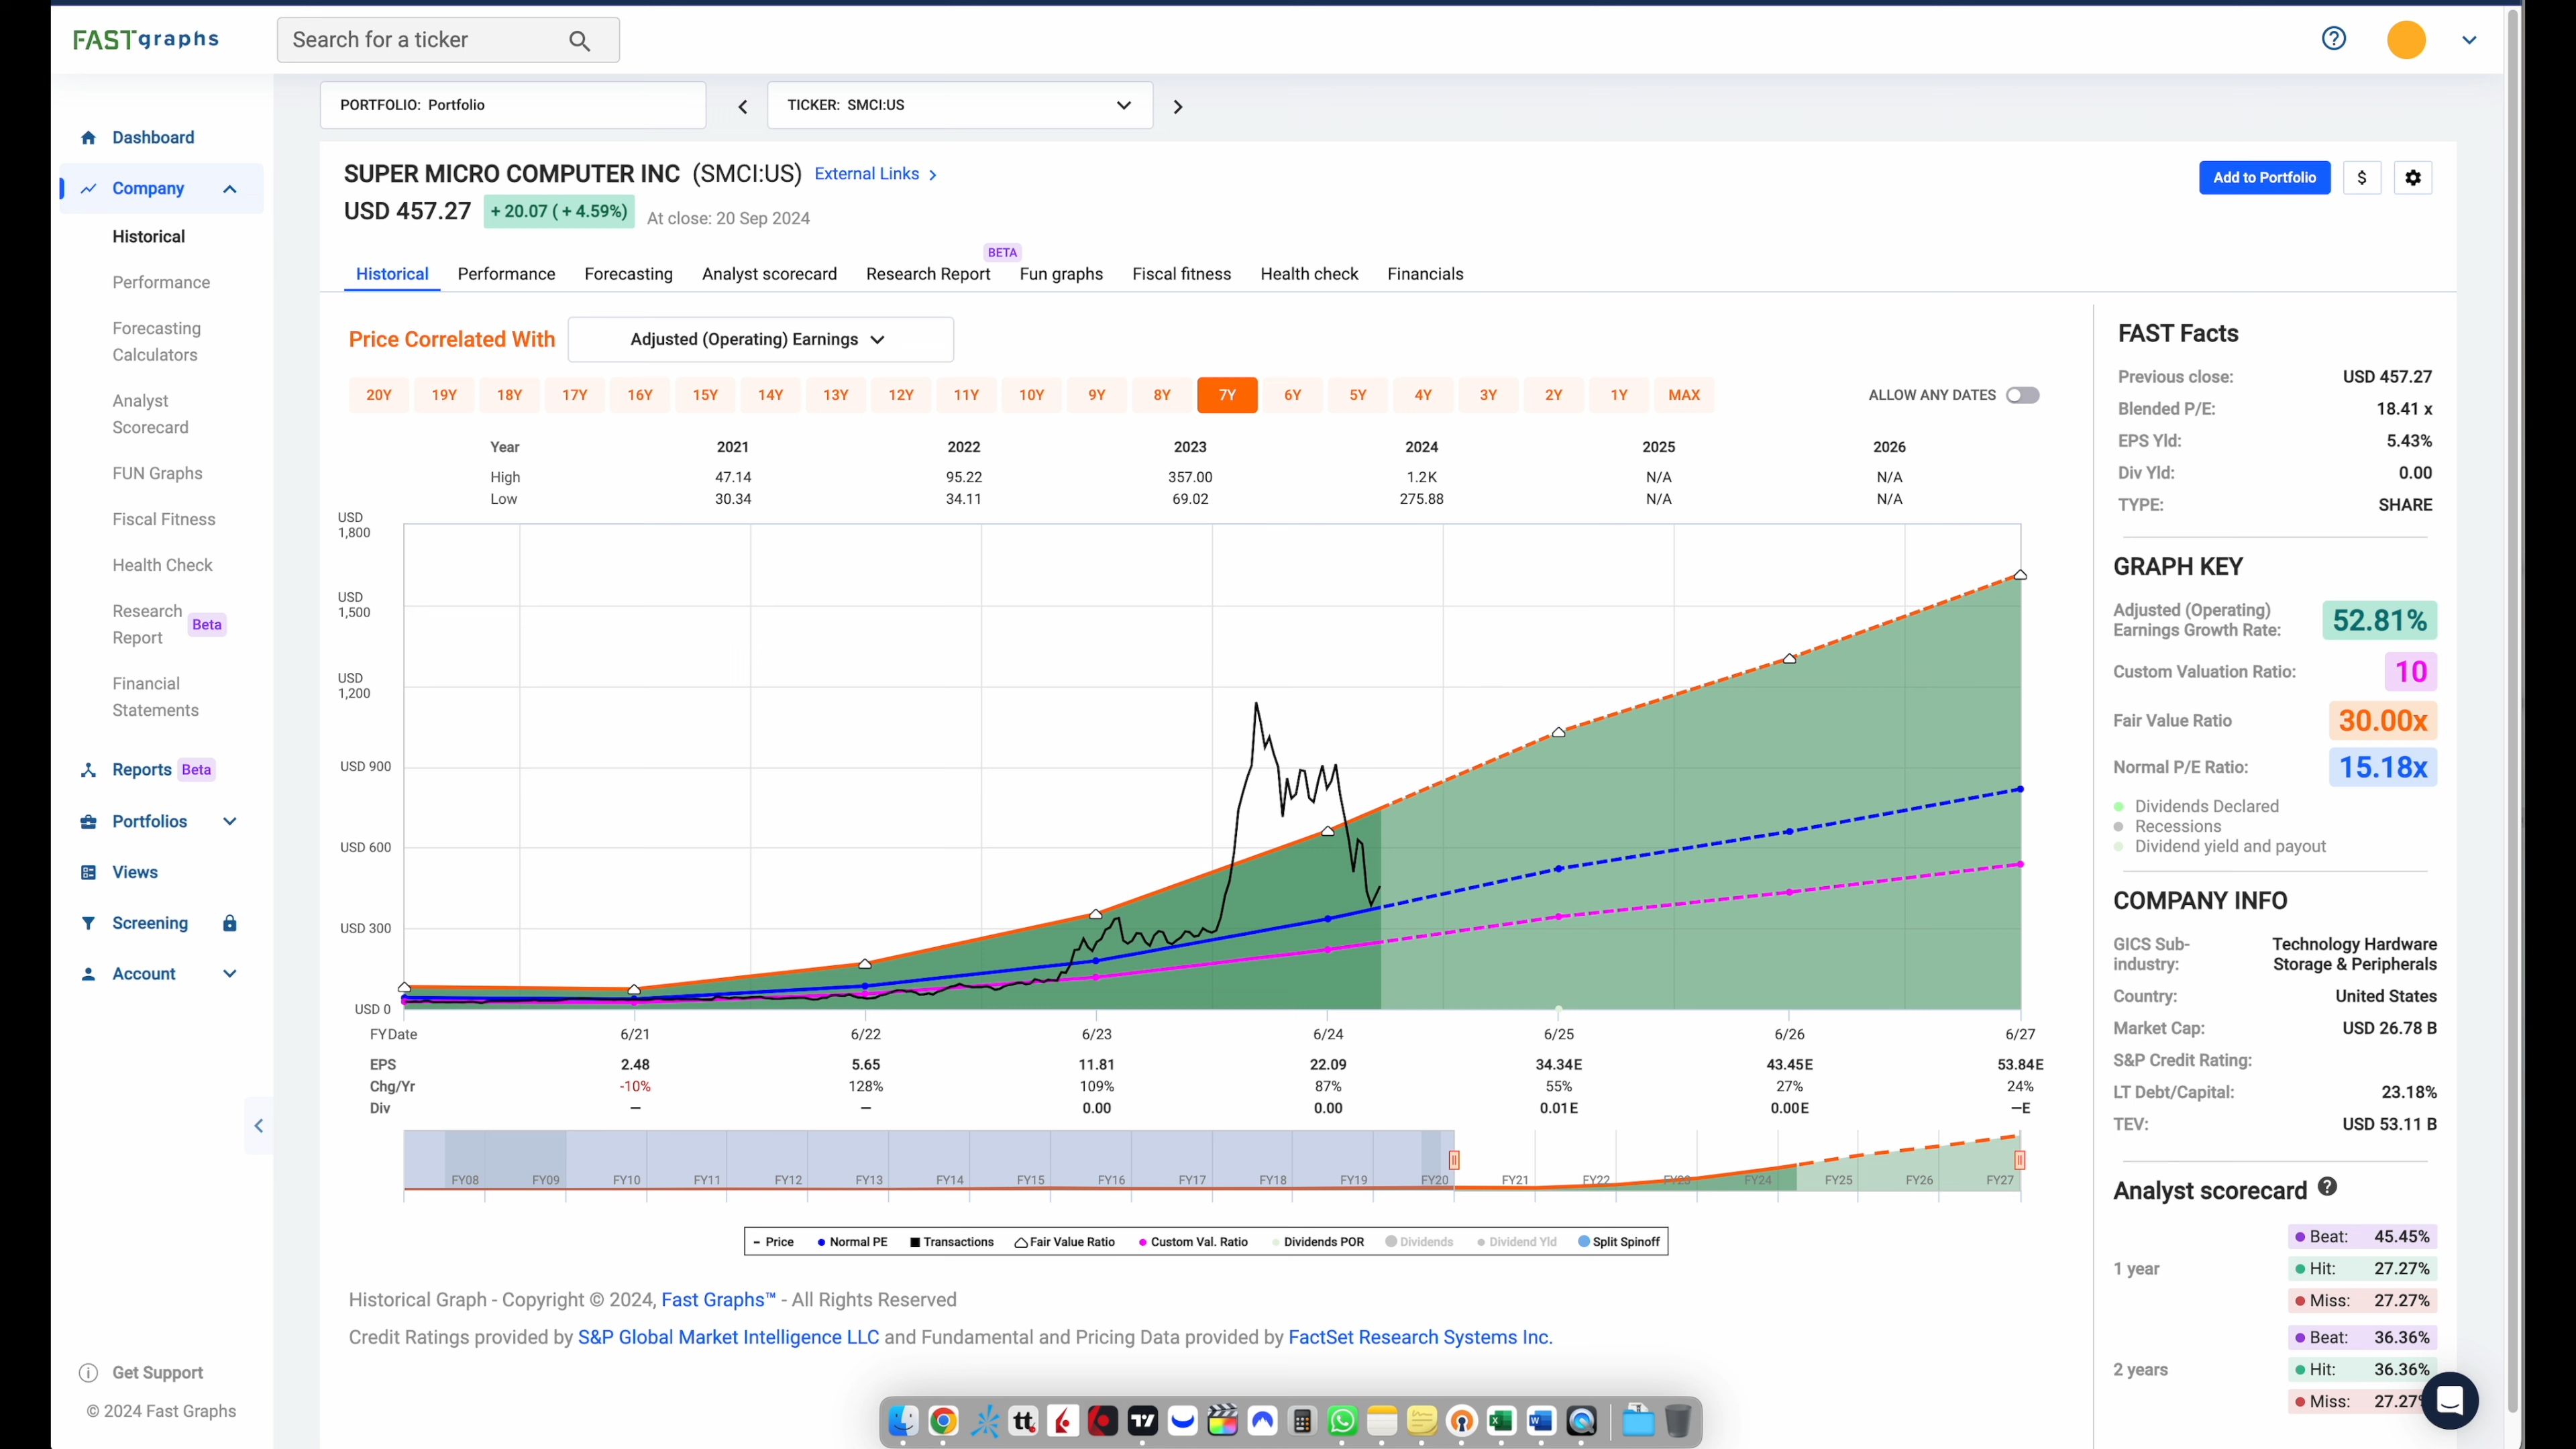 FASTgraphs
Search for a ticker
PORTFOLIO: Portfolio
TICKER: SMCI:US
Dashboard
Company
Historical
Performance
Forecasting
Calculators
Analyst
Scorecard
FUN Graphs
Fiscal Fitness
Health Check
Research
Report
Beta
Financial
Statements
Reports Beta
Portfolios
Views
Screening
Account
Get Support
© 2024 Fast Graphs
SUPER MICRO COMPUTER INC (SMCI:US) External Links
USD 457.27 + 20.07 ( + 4.59%) At close: 20 Sep 2024
Add to Portfolio $
BETA
Historical Performance Forecasting Analyst scorecard Research Report Fun graphs Fiscal fitness Health check Financials
Price Correlated With Adjusted (Operating) Earnings
20Y 19Y 18Y 17Y 16Y 15Y 14Y 13Y 12Y 11Y 10Y 9Y 8Y 7Y 6Y 5Y 4Y 3Y 2Y 1Y MAX ALLOW ANY DATES
Year 2021 2022 2023 2024 2025 2026
High 47.14 95.22 357.00 1.2K N/A N/A
Low 30.34 34.11 69.02 275.88 N/A N/A
USD
1,800
USD
1,500
USD
1,200
USD 900
USD 600
USD 300
USD 0
FYDate 6/21 6/22 6/23 6/24 6/25 6/26 6/27
EPS 2.48 5.65 11.81 22.09 34.34E 43.45E 53.84E
Chg/Yr -10% 128% 109% 87% 55% 27% 24%
Div — — 0.00 0.00 0.01E 0.00E —E
FY08 FY09 FY10 FY11 FY12 FY13 FY14 FY15 FY16 FY17 FY18 FY19 FY20 FY21 FY22 FY23 FY24 FY25 FY26 FY27
Price Normal PE Transactions Fair Value Ratio Custom Val. Ratio Dividends POR Dividends Dividend Yld Split Spinoff
Historical Graph - Copyright © 2024, Fast Graphs™ - All Rights Reserved
Credit Ratings provided by S&P Global Market Intelligence LLC and Fundamental and Pricing Data provided by FactSet Research Systems Inc.
FAST Facts
Previous close: USD 457.27
Blended P/E: 18.41 x
EPS Yld: 5.43%
Div Yld: 0.00
TYPE: SHARE
GRAPH KEY
Adjusted (Operating)
Earnings Growth Rate: 52.81%
Custom Valuation Ratio: 10
Fair Value Ratio 30.00x
Normal P/E Ratio: 15.18x
Dividends Declared
Recessions
Dividend yield and payout
COMPANY INFO
GICS Sub-
industry:
Technology Hardware
Storage & Peripherals
Country: United States
Market Cap: USD 26.78 B
S&P Credit Rating:
LT Debt/Capital: 23.18%
TEV: USD 53.11 B
Analyst scorecard ?
1 year
Beat: 45.45%
Hit: 27.27%
Miss: 27.27%
2 years
Beat: 36.36%
Hit: 36.36%
Miss: 27.27
tt